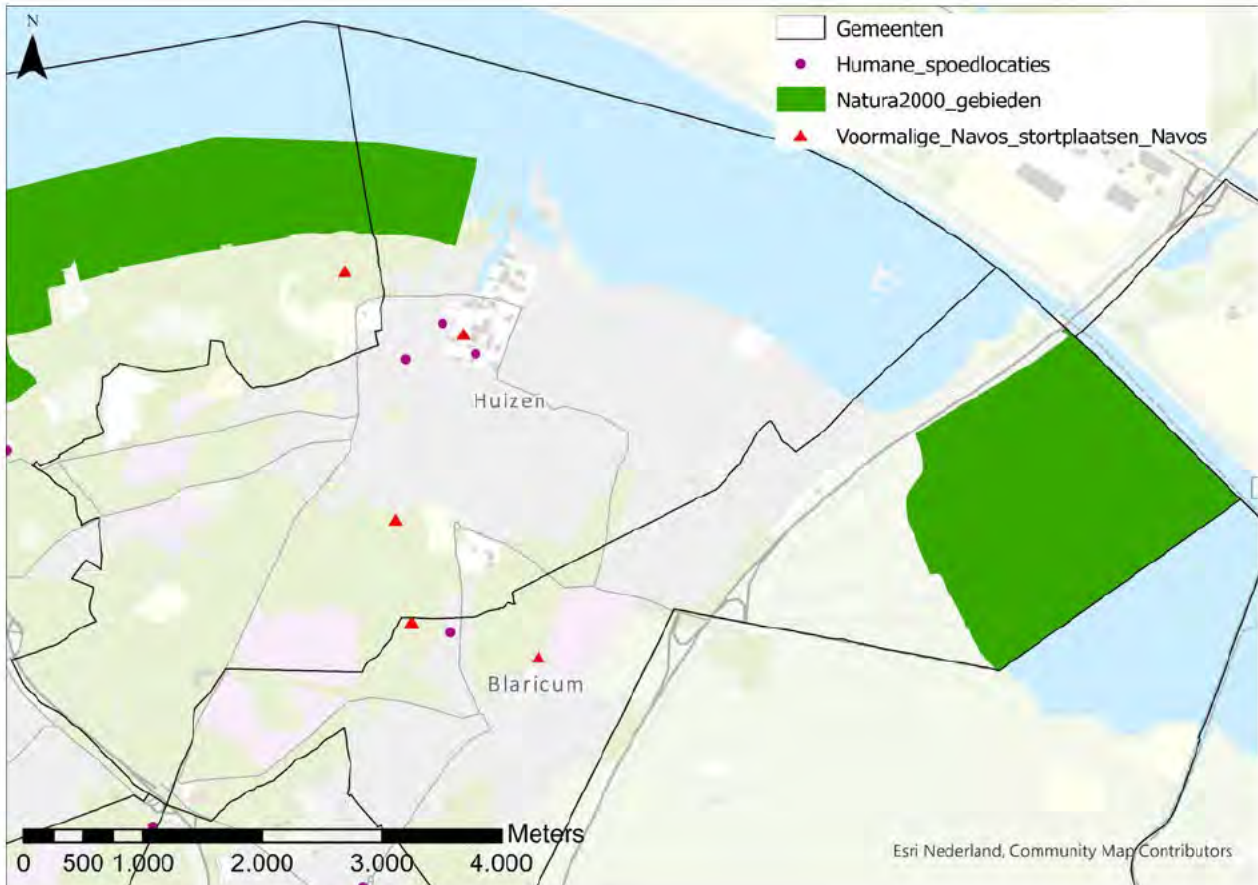 N
Gemeenten
Humane_spoedlocaties
Natura2000_gebieden
Voormalige_Navos_stortplaatsen_Navos
Huizen
Blaricum
Meters
0 500 1.000 2.000 3.000 4.000
Esri Nederland, Community Map Contributors